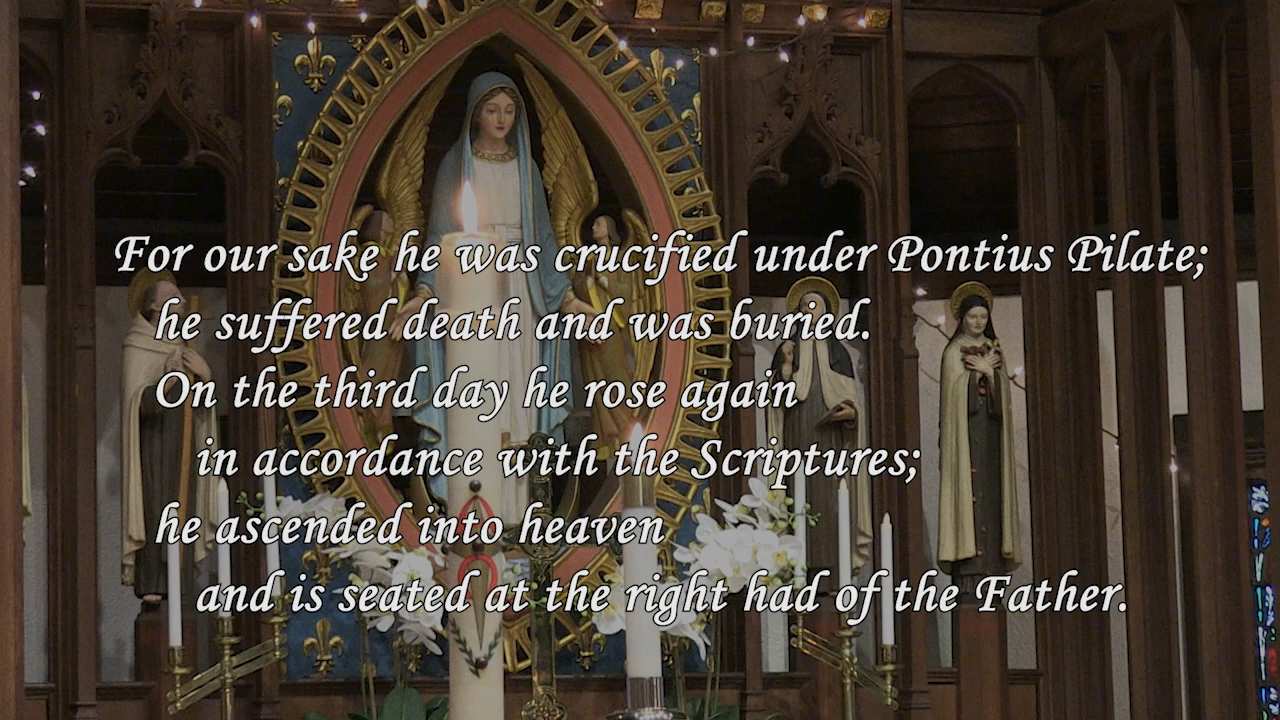 For our sake he was crucified under Pontius Pilate;
he suffered death and was buried.
On the third day he rose again
in accordance with the Scriptures;
he ascended into heaven
and is seated at the right had of the Father.